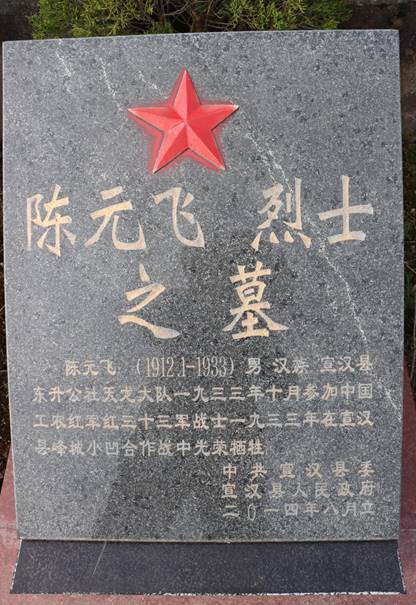 陈元飞 烈士
之墓
陈元飞：（1912.1-1933）男 汉族 宣汉县
东升公社天龙大队一九三三年十月参加中国
工农红军红三十三军战士一九三三年在宣汉
县峰城小凹合作战中光荣牺牲
中共宣汉县委
宣汉县人民政府
二〇一四年八月立